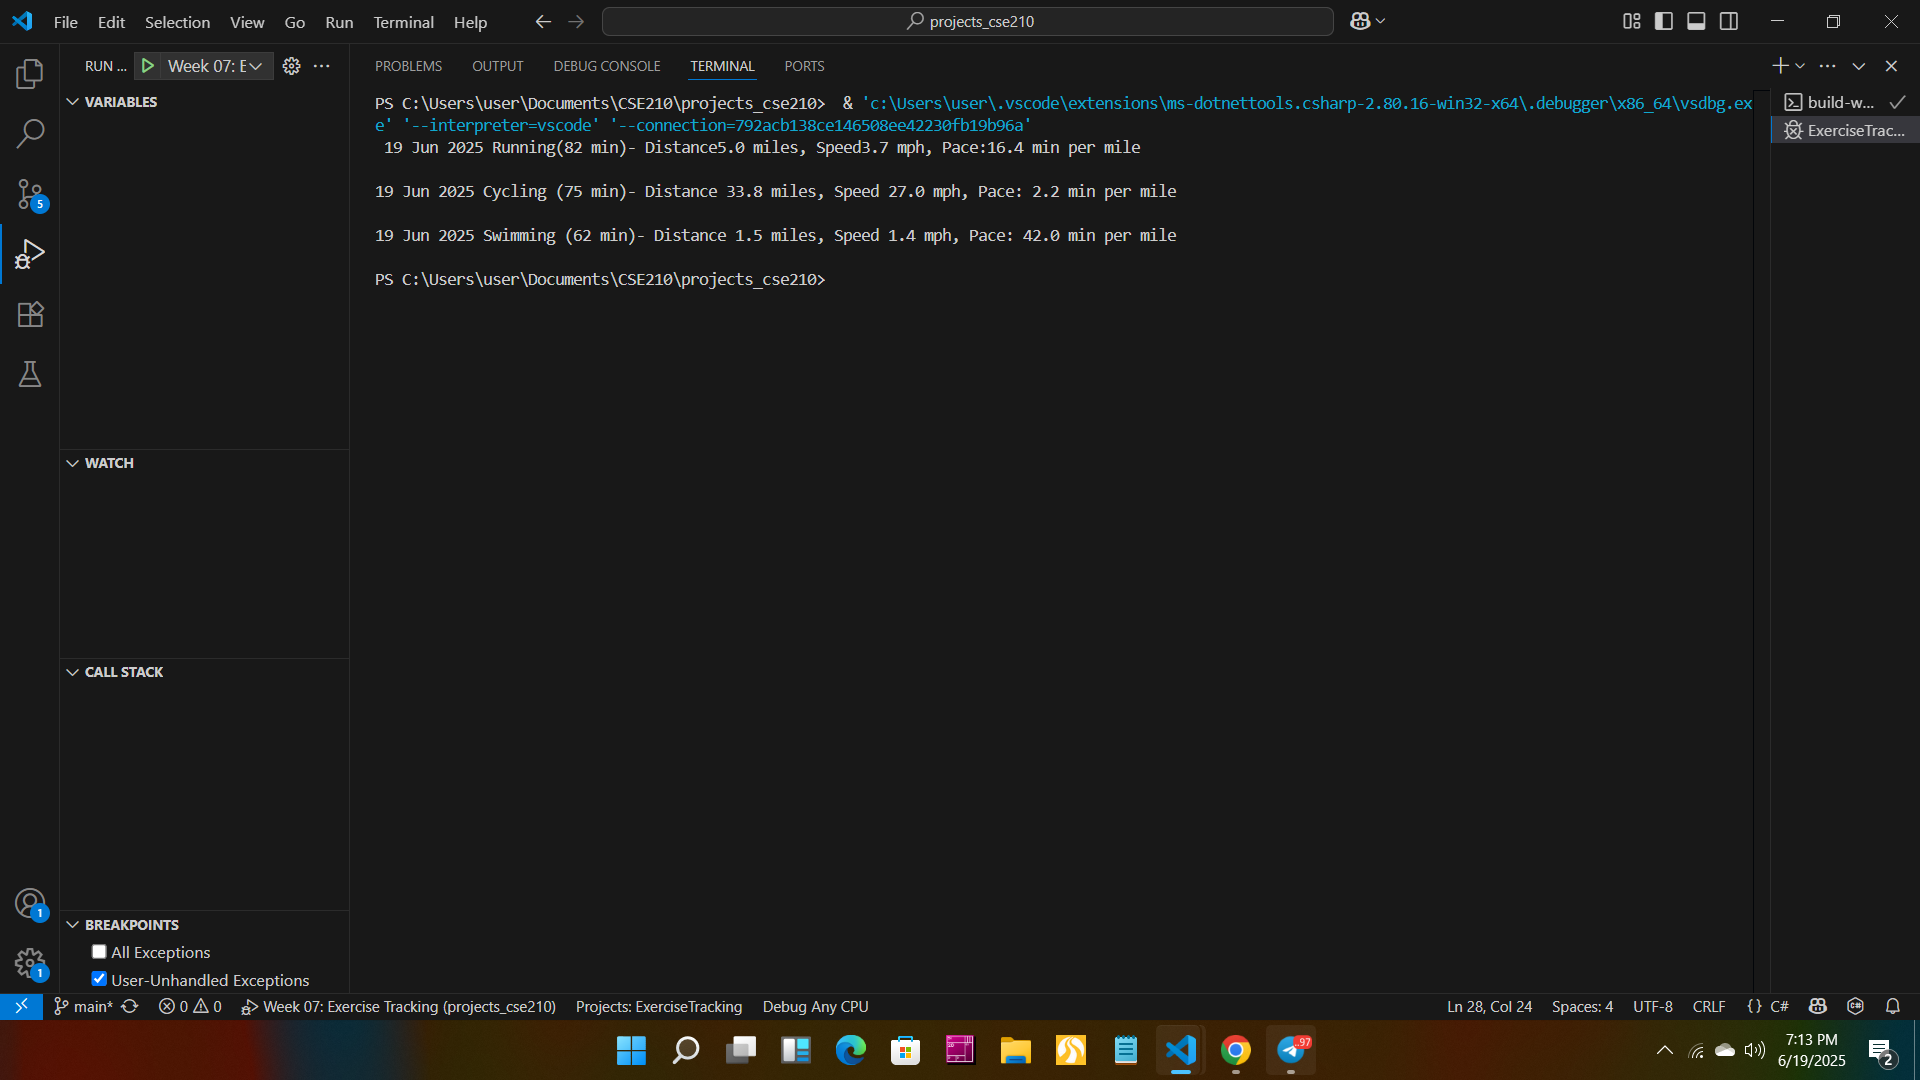 File Edit Selection View Go Run Terminal Help
projects_cse210
RUN ... Week 07: E
PROBLEMS OUTPUT DEBUG CONSOLE TERMINAL PORTS
VARIABLES
WATCH
CALL STACK
BREAKPOINTS
All Exceptions
User-Unhandled Exceptions
5
1
1
PS C:\Users\user\Documents\CSE210\projects_cse210>  & 'c:\Users\user\.vscode\extensions\ms-dotnettools.csharp-2.80.16-win32-x64\.debugger\x86_64\vsdbg.ex
e' '--interpreter=vscode' '--connection=792acb138ce146508ee42230fb19b96a'
19 Jun 2025 Running(82 min)- Distance5.0 miles, Speed3.7 mph, Pace:16.4 min per mile
19 Jun 2025 Cycling (75 min)- Distance 33.8 miles, Speed 27.0 mph, Pace: 2.2 min per mile
19 Jun 2025 Swimming (62 min)- Distance 1.5 miles, Speed 1.4 mph, Pace: 42.0 min per mile
PS C:\Users\user\Documents\CSE210\projects_cse210>
build-w...
ExerciseTrac...
main* 0 0 Week 07: Exercise Tracking (projects_cse210) Projects: ExerciseTracking Debug Any CPU
Ln 28, Col 24 Spaces: 4 UTF-8 CRLF {} C#
97
7:13 PM
6/19/2025
2